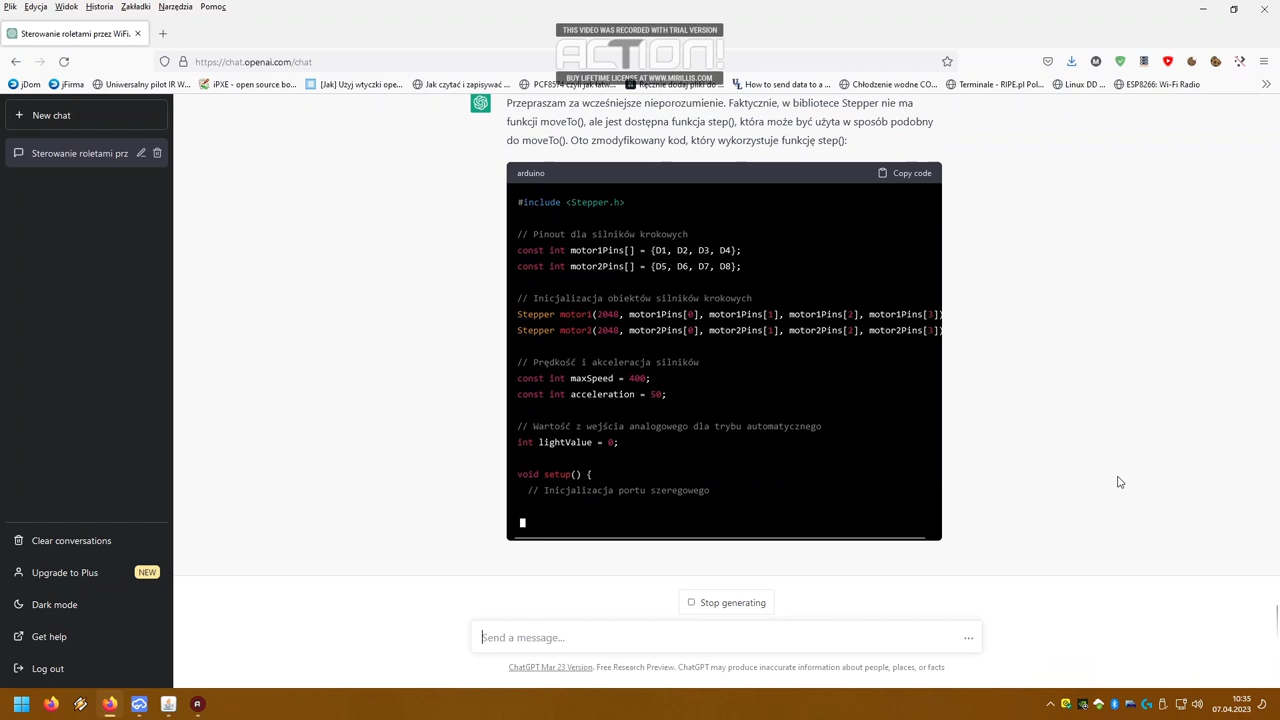 Plik Edycja Widok Historia Zakładki Narzędzia Pomoc
THIS VIDEO WAS RECORDED WITH TRIAL VERSION
ACTION!
BUY LIFETIME LICENSE AT WWW.MIRILLIS.COM
Sterowanie roletami przez WiFi.
https://chat.openai.com/chat
Dom jFirma Uniwersalny pilot IR W... iPXE - open source bo... [Jak] Użyj wtyczki oper... Jak czytać i zapisywać ... PCF8574 czyli jak łatw... Ręcznie dodaj pliki do ... How to send data to a ... Chłodzenie wodne CO... Terminale - RIPE.pl Pol... Linux DD ... ESP8266: Wi-Fi Radio
New chat
Sterowanie roletami prz
Przepraszam za wcześniejsze nieporozumienie. Faktycznie, w bibliotece Stepper nie ma
funkcji moveTo(), ale jest dostępna funkcja step(), która może być użyta w sposób podobny
do moveTo(). Oto zmodyfikowany kod, który wykorzystuje funkcję step():
arduino Copy code
#include <Stepper.h>
// Pinout dla silników krokowych
const int motor1Pins[] = {D1, D2, D3, D4};
const int motor2Pins[] = {D5, D6, D7, D8};
// Inicjalizacja obiektów silników krokowych
Stepper motor1(2048, motor1Pins[0], motor1Pins[1], motor1Pins[2], motor1Pins[3])
Stepper motor2(2048, motor2Pins[0], motor2Pins[1], motor2Pins[2], motor2Pins[3])
// Prędkość i akceleracja silników
const int maxSpeed = 400;
const int acceleration = 50;
// Wartość z wejścia analogowego dla trybu automatycznego
int lightValue = 0;
void setup() {
// Inicjalizacja portu szeregowego
Clear conversations
Upgrade to Plus NEW
Dark mode
Get help
Log out
Stop generating
Send a message...
ChatGPT Mar 23 Version. Free Research Preview. ChatGPT may produce inaccurate information about people, places, or facts
10:35
07.04.2023